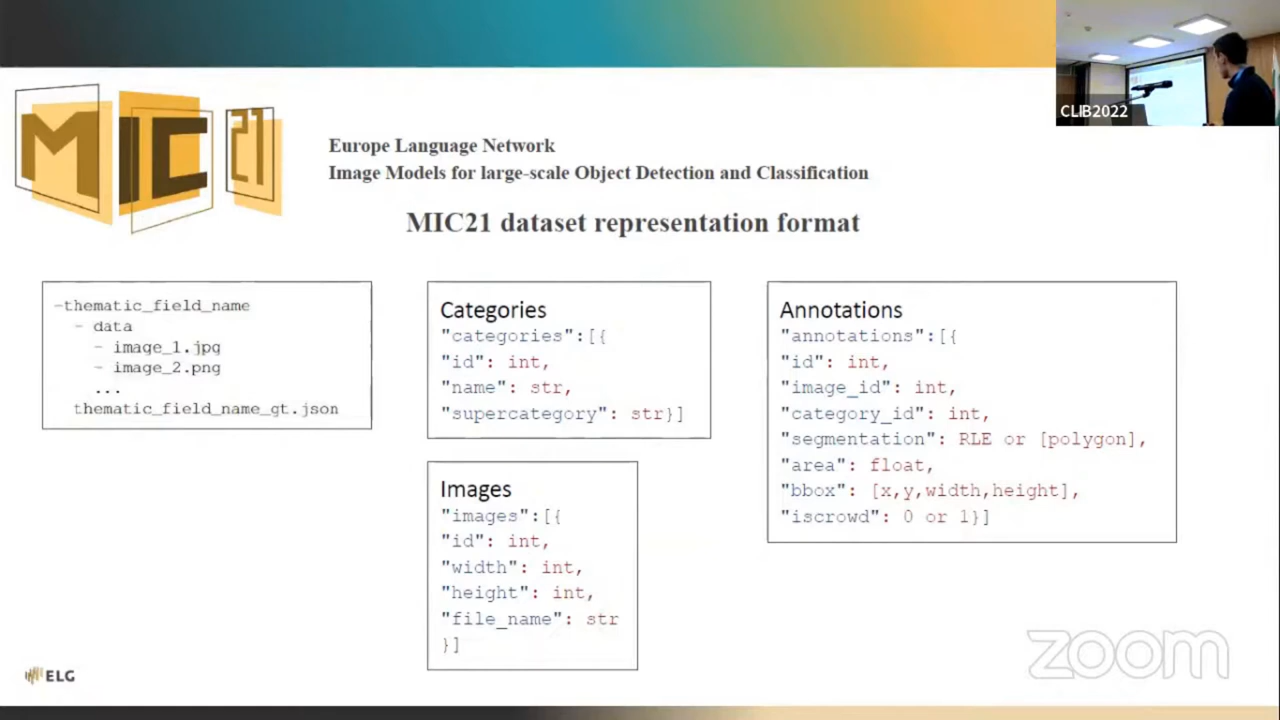 MIC21
CLIB2022
Europe Language Network
Image Models for large-scale Object Detection and Classification
MIC21 dataset representation format
-thematic_field_name
- data
- image_1.jpg
- image_2.png
...
thematic_field_name_gt.json
Categories
"categories":[{
"id": int,
"name": str,
"supercategory": str}]
Images
"images":[{
"id": int,
"width": int,
"height": int,
"file_name": str
}]
Annotations
"annotations":[{
"id": int,
"image_id": int,
"category_id": int,
"segmentation": RLE or [polygon],
"area": float,
"bbox": [x,y,width,height],
"iscrowd": 0 or 1}]
ELG
zoom